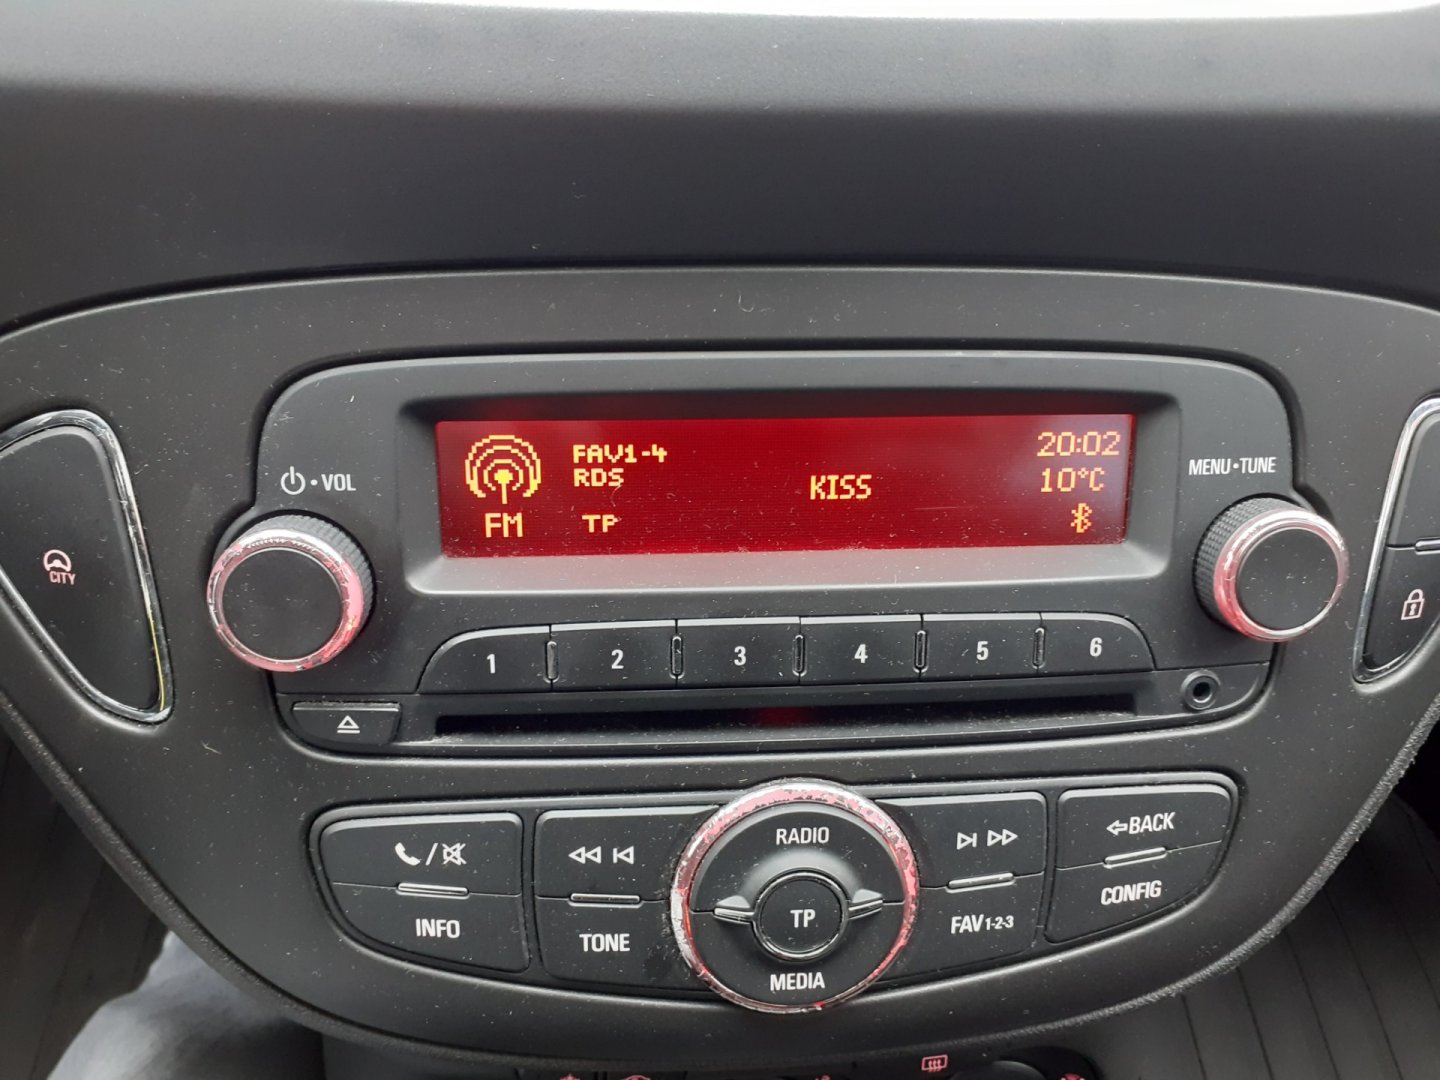 FAV1-4
20:02
RDS
KISS
10°C
FM
TP
VOL
MENU•TUNE
CITY
1
2
3
4
5
6
RADIO
BACK
INFO
TONE
TP
FAV1-2-3
CONFIG
MEDIA